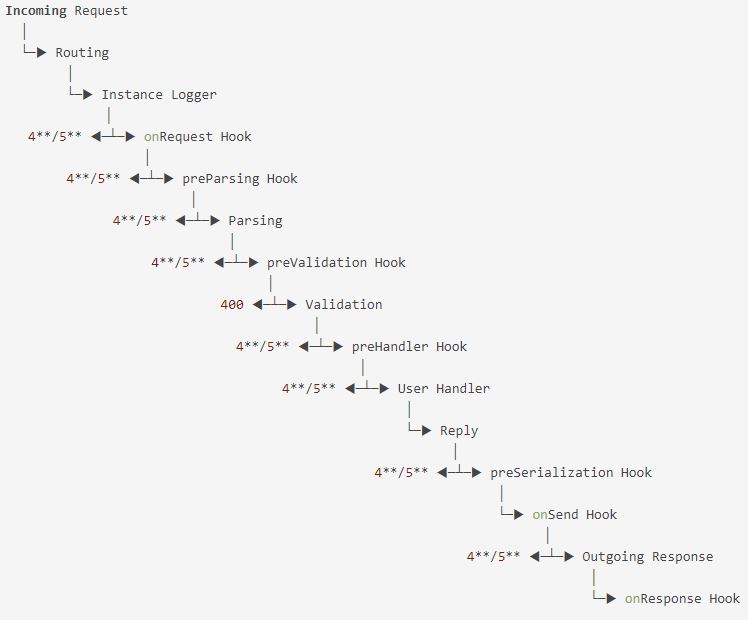 Incoming Request
Routing
Instance Logger
4**/5** onRequest Hook
4**/5** preParsing Hook
4**/5** Parsing
4**/5** preValidation Hook
400 Validation
4**/5** preHandler Hook
4**/5** User Handler
Reply
4**/5** preSerialization Hook
onSend Hook
4**/5** Outgoing Response
onResponse Hook